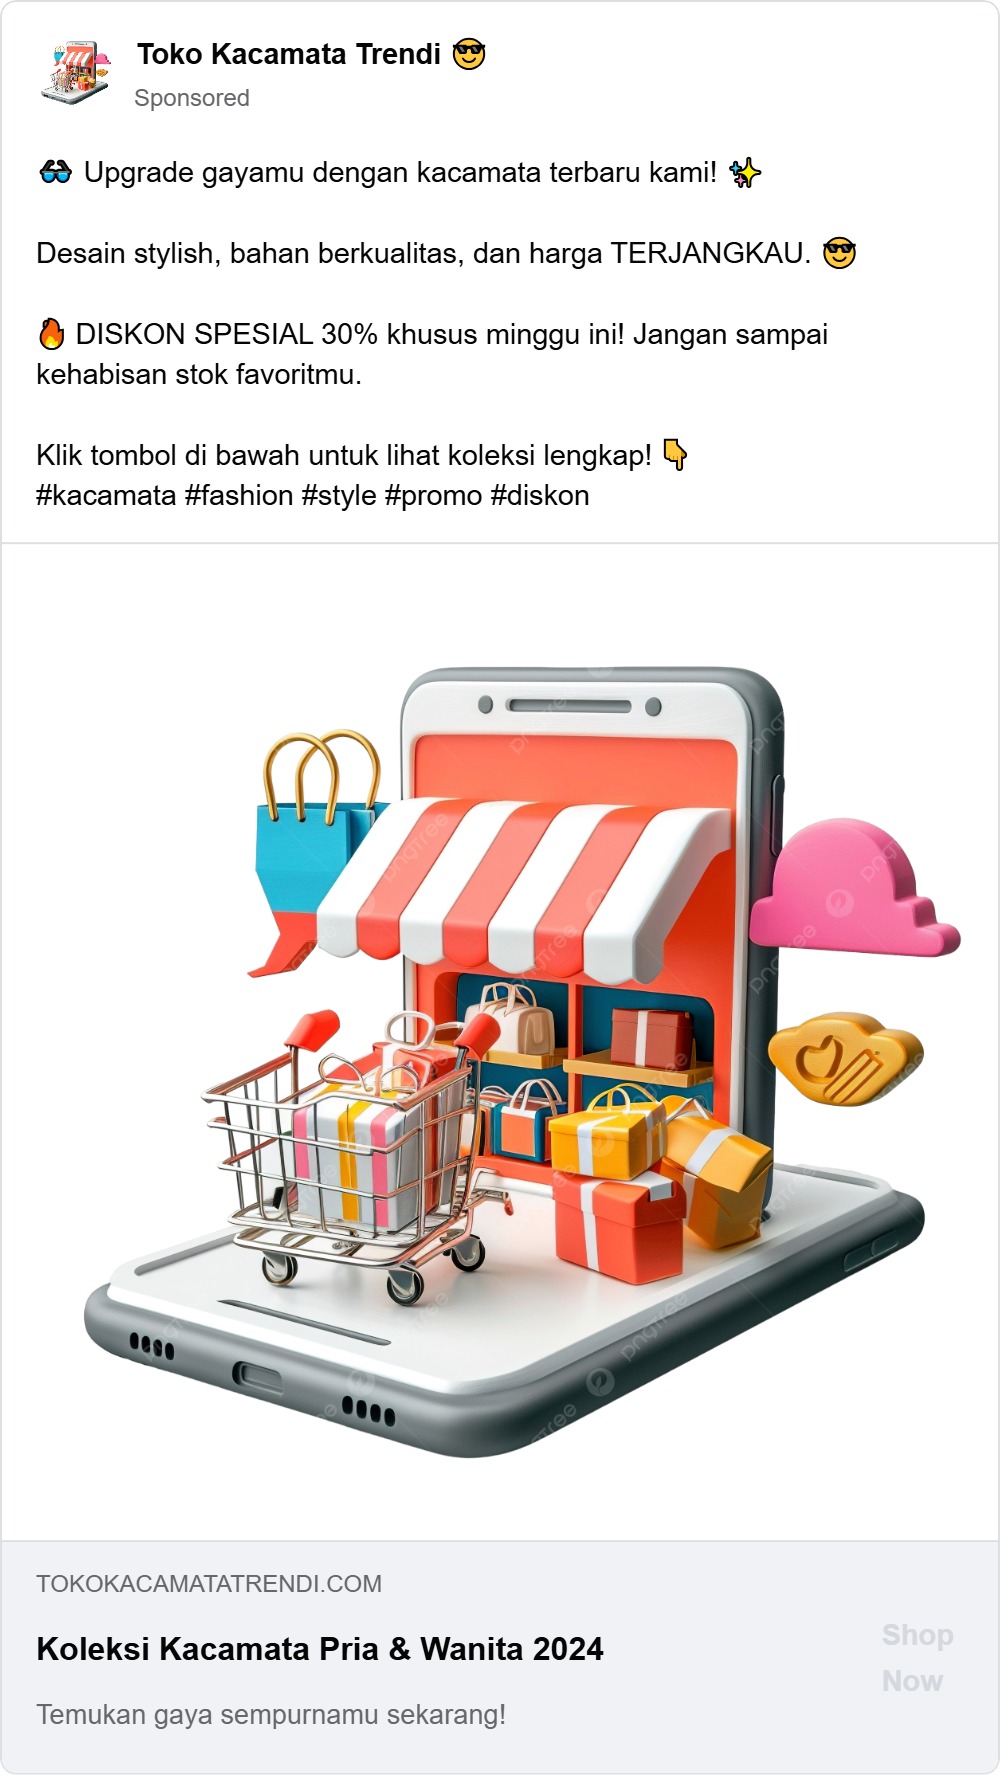 Toko Kacamata Trendi 😎
Sponsored
🕶️ Upgrade gayamu dengan kacamata terbaru kami! ✨
Desain stylish, bahan berkualitas, dan harga TERJANGKAU. 😎
🔥 DISKON SPESIAL 30% khusus minggu ini! Jangan sampai
kehabisan stok favoritmu.
Klik tombol di bawah untuk lihat koleksi lengkap! 👇
#kacamata #fashion #style #promo #diskon
pngtree
TOKOKACAMATATRENDI.COM
Koleksi Kacamata Pria & Wanita 2024
Shop
Now
Temukan gaya sempurnamu sekarang!